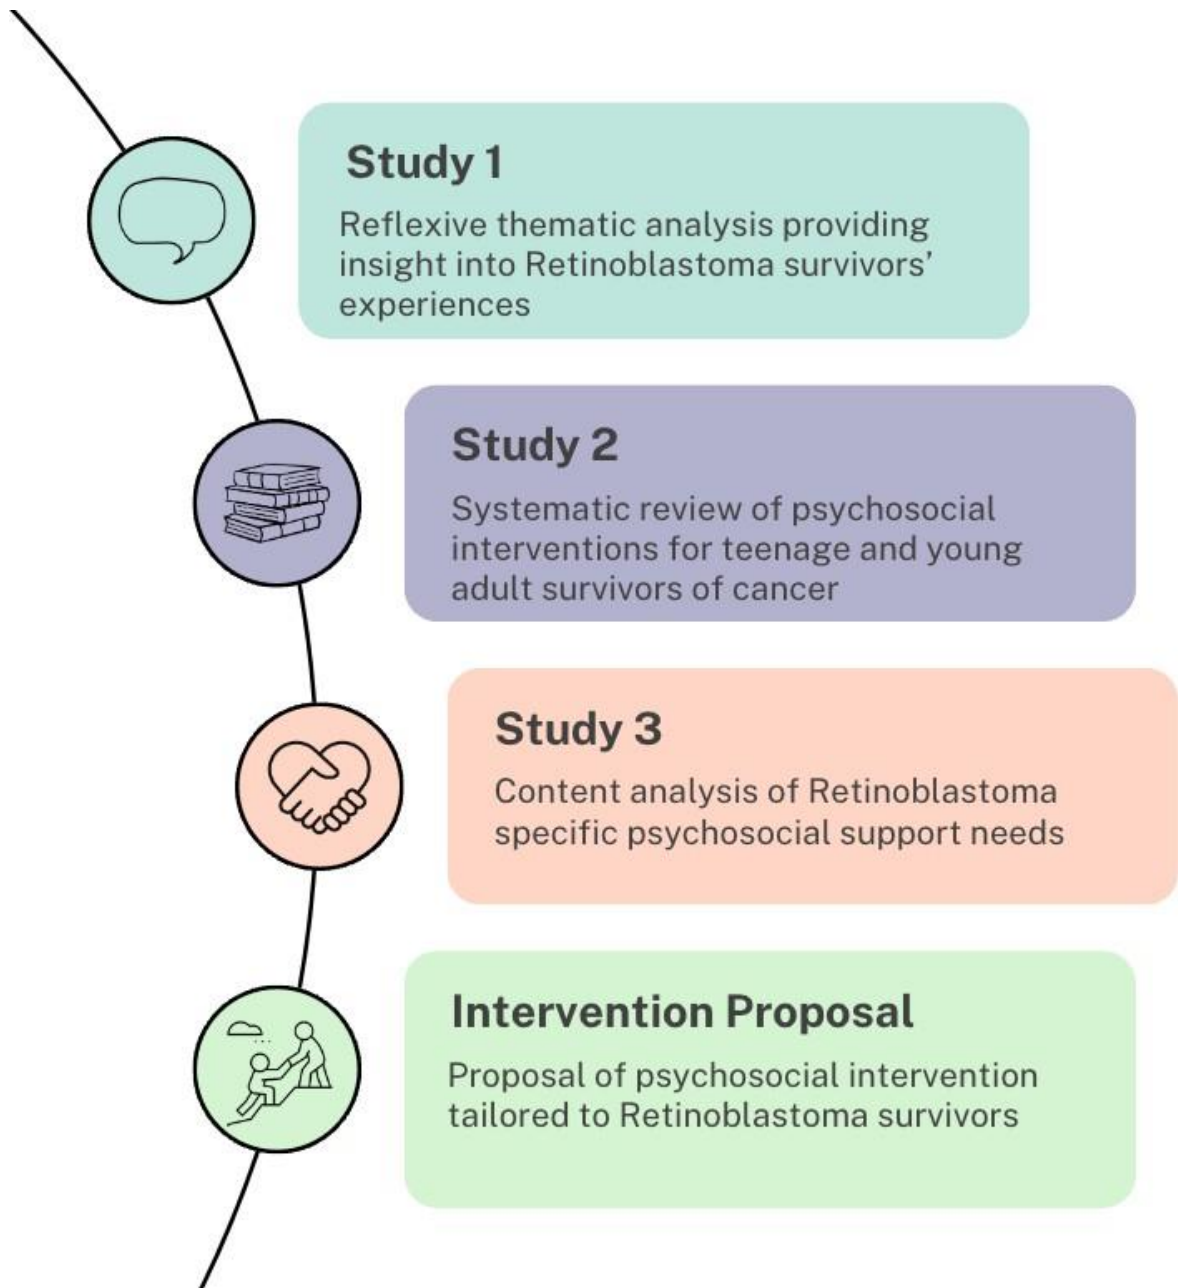 Study 1
Reflexive thematic analysis providing
insight into Retinoblastoma survivors’
experiences
Study 2
Systematic review of psychosocial
interventions for teenage and young
adult survivors of cancer
Study 3
Content analysis of Retinoblastoma
specific psychosocial support needs
Intervention Proposal
Proposal of psychosocial intervention
tailored to Retinoblastoma survivors